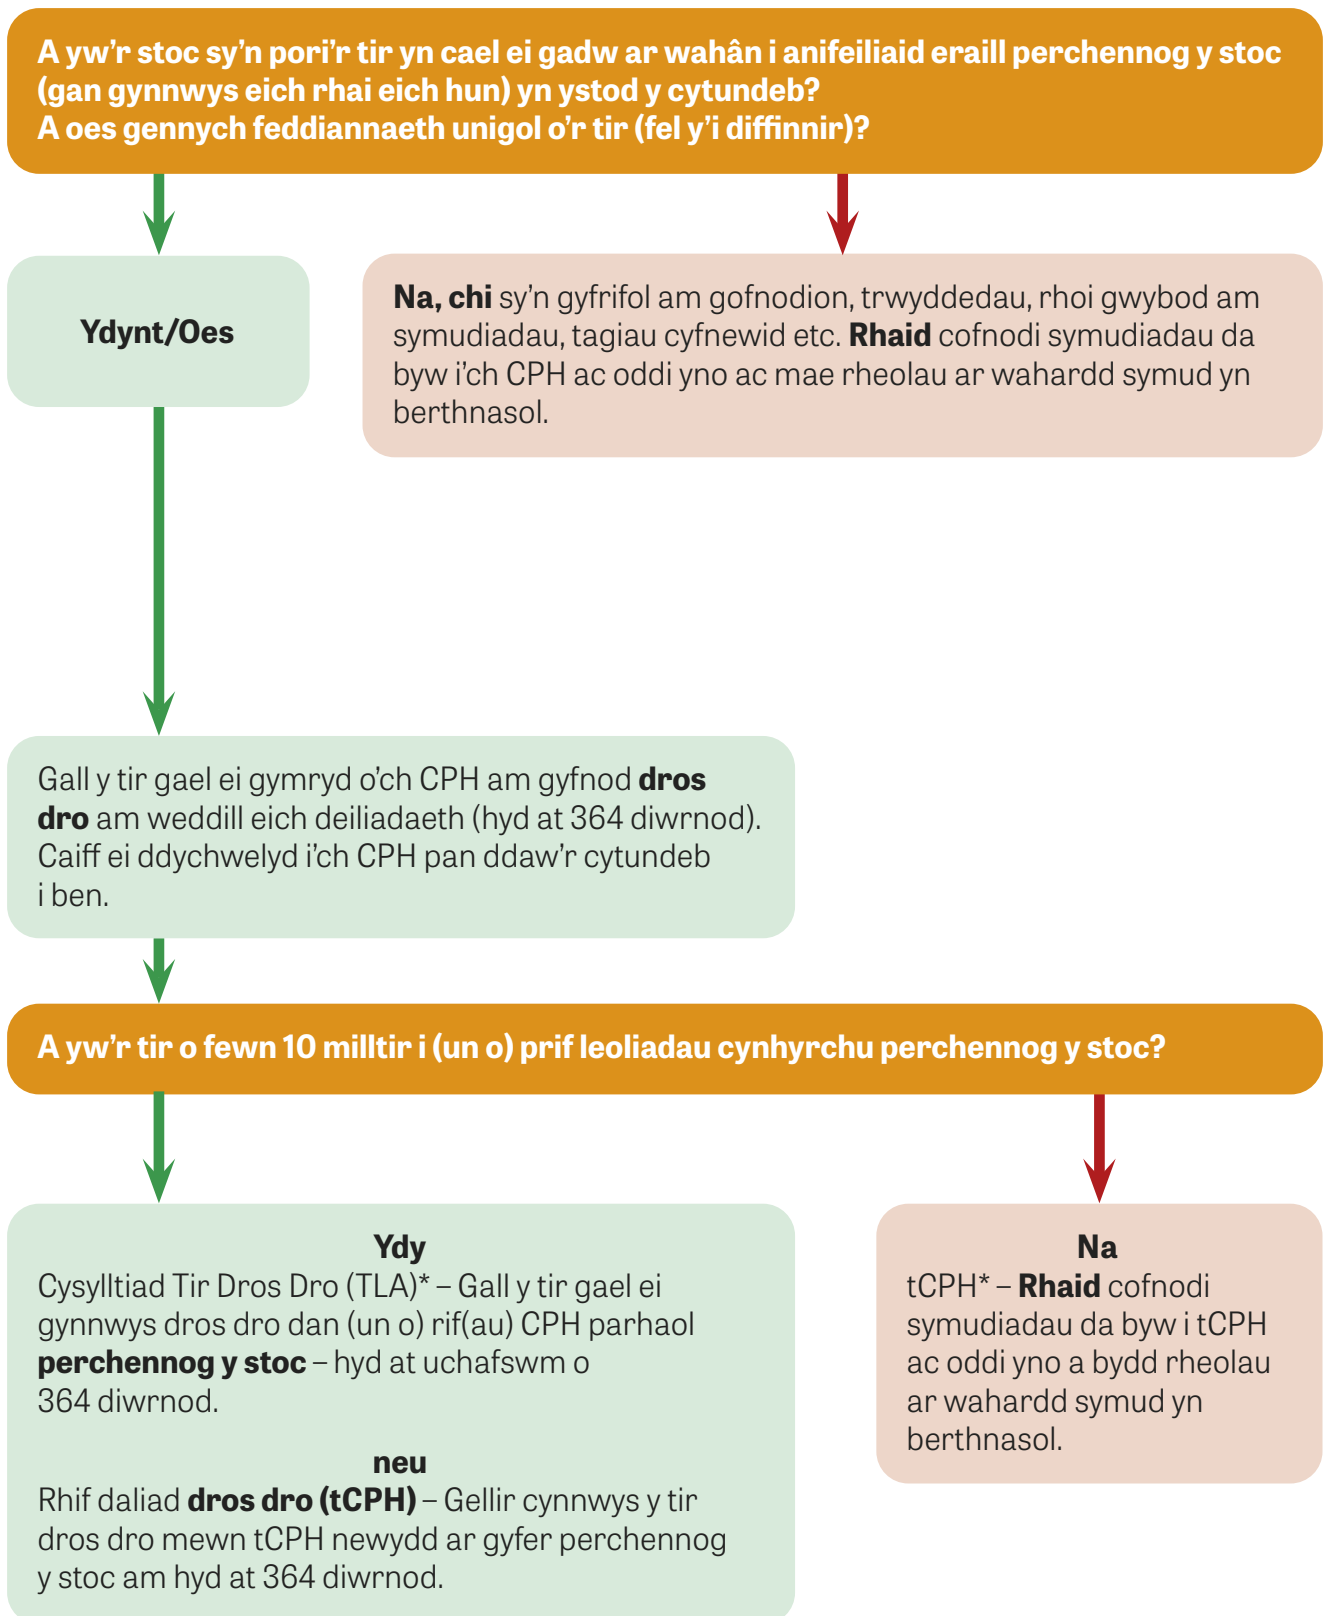 A yw'r stoc sy'n pori'r tir yn cael ei gadw ar wahân i anifeiliaid eraill perchennog y stoc
(gan gynnwys eich rhai eich hun) yn ystod y cytundeb?
A oes gennych feddiannaeth unigol o'r tir (fel y'i diffinnir)?
Ydynt/Oes
Na, chi sy'n gyfrifol am gofnodion, trwyddedau, rhoi gwybod am
symudiadau, tagiau cyfnewid etc. Rhaid cofnodi symudiadau da
byw i'ch CPH ac oddi yno ac mae rheolau ar wahardd symud yn
berthnasol.
Gall y tir gael ei gymryd o'ch CPH am gyfnod dros
dro am weddill eich deiliadaeth (hyd at 364 diwrnod).
Caiff ei ddychwelyd i'ch CPH pan ddaw'r cytundeb
i ben.
A yw'r tir o fewn 10 milltir i (un o) prif leoliadau cynhyrchu perchennog y stoc?
Ydy
Cysylltiad Tir Dros Dro (TLA)* – Gall y tir gael ei
gynnwys dros dro dan (un o) rif(au) CPH parhaol
perchennog y stoc – hyd at uchafswm o
364 diwrnod.
neu
Rhif daliad dros dro (tCPH) – Gellir cynnwys y tir
dros dro mewn tCPH newydd ar gyfer perchennog
y stoc am hyd at 364 diwrnod.
Na
tCPH* – Rhaid cofnodi
symudiadau da byw i tCPH
ac oddi yno a bydd rheolau
ar wahardd symud yn
berthnasol.